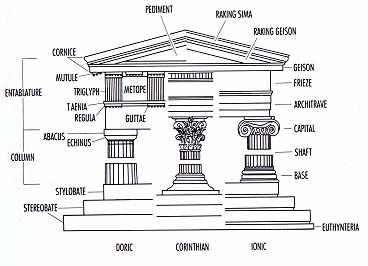 PEDIMENT
RAKING SIMA
RAKING GEISON
CORNICE
MUTULE
GEISON
ENTABLATURE
TRIGLYPH
METOPE
FRIEZE
TAENIA
REGULA
GUTTAE
ARCHITRAVE
ABACUS
ECHINUS
CAPITAL
COLUMN
SHAFT
BASE
STYLOBATE
STEREOBATE
EUTHYNTERIA
DORIC
CORINTHIAN
IONIC